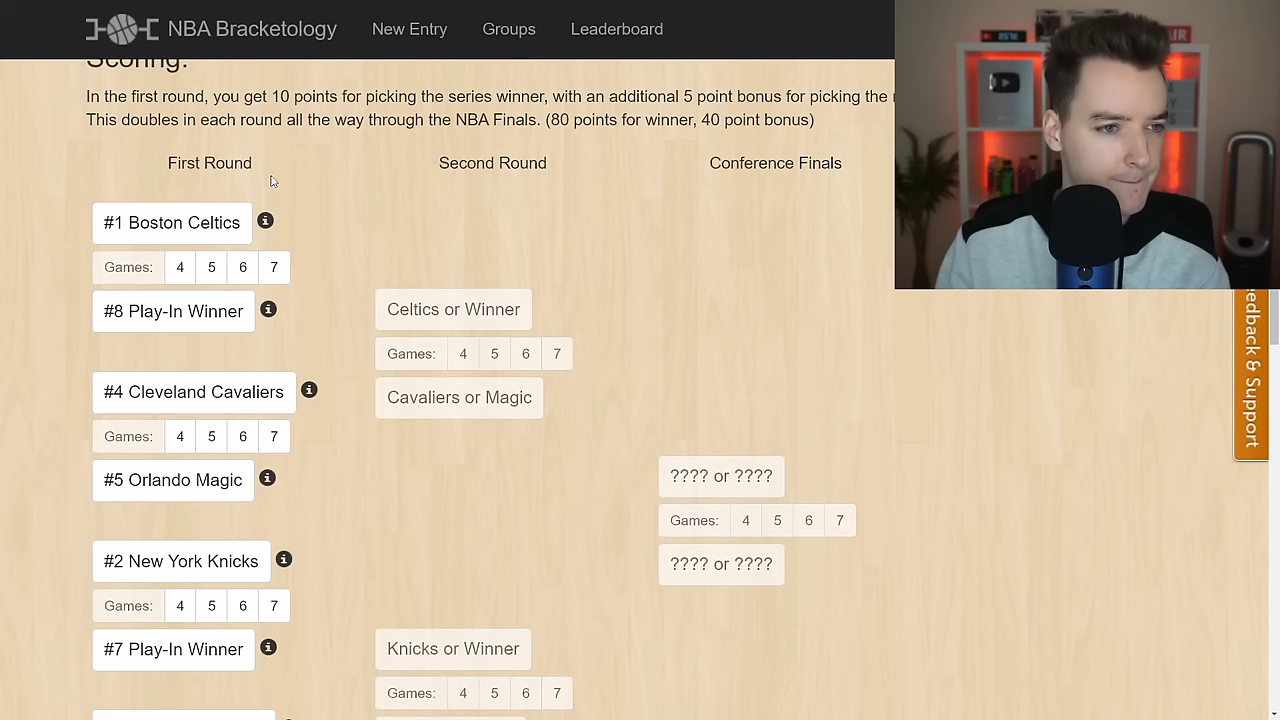 NBA Bracketology New Entry Groups Leaderboard
Scoring:
In the first round, you get 10 points for picking the series winner, with an additional 5 point bonus for picking the
This doubles in each round all the way through the NBA Finals. (80 points for winner, 40 point bonus)
First Round Second Round Conference Finals
#1 Boston Celtics
Games: 4 5 6 7
#8 Play-In Winner
Celtics or Winner
Games: 4 5 6 7
#4 Cleveland Cavaliers
Cavaliers or Magic
Games: 4 5 6 7
#5 Orlando Magic
???? or ????
Games: 4 5 6 7
#2 New York Knicks
???? or ????
Games: 4 5 6 7
#7 Play-In Winner
Knicks or Winner
Games: 4 5 6 7
edback & Support